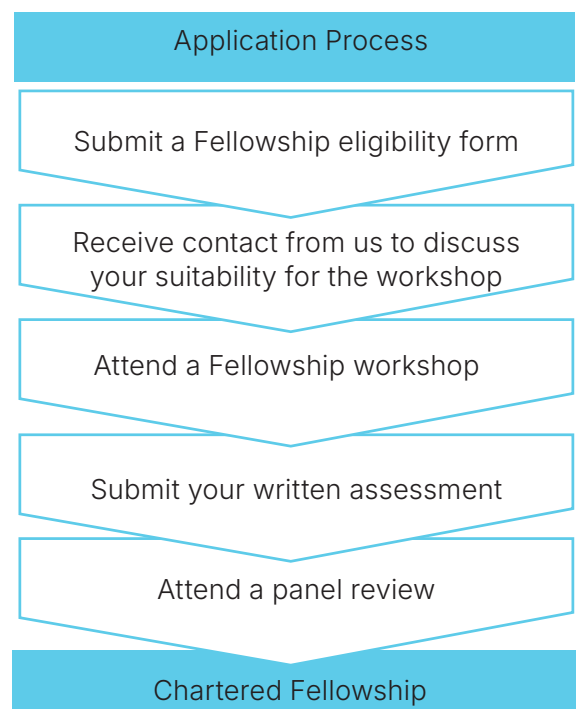 Application Process
Submit a Fellowship eligibility form
Receive contact from us to discuss
your suitability for the workshop
Attend a Fellowship workshop
Submit your written assessment
Attend a panel review
Chartered Fellowship